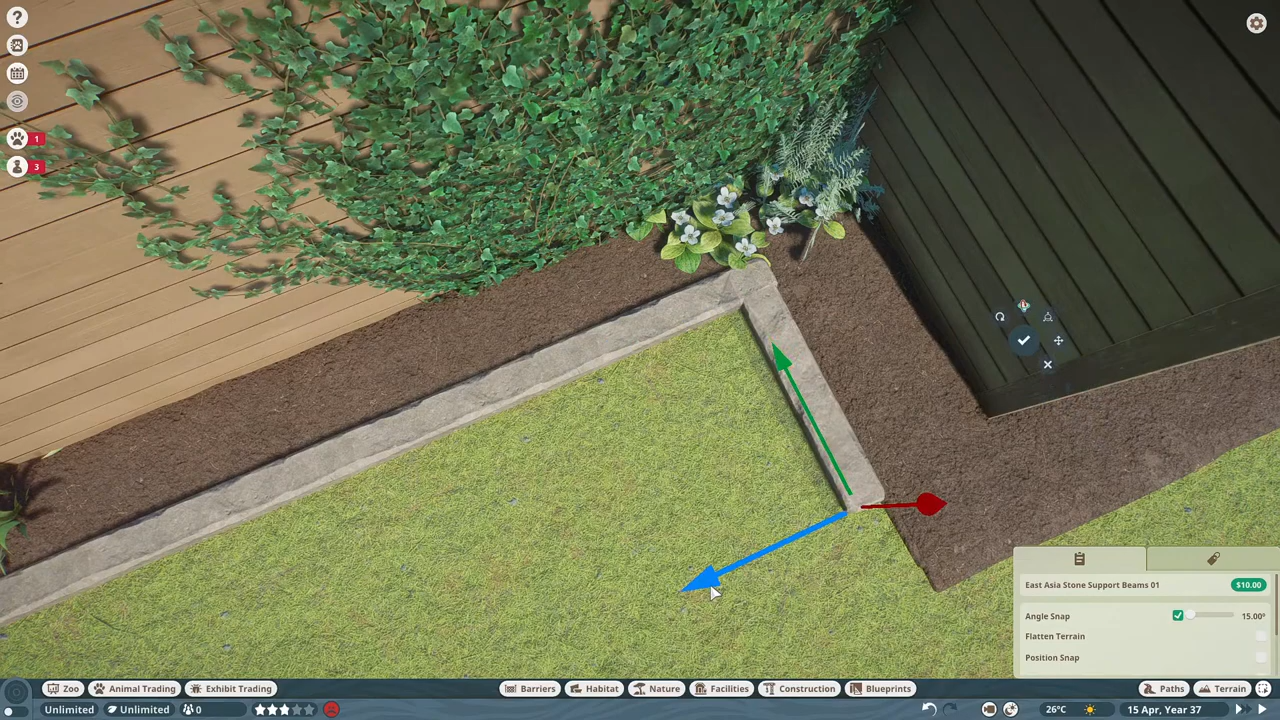 ?
1
3
East Asia Stone Support Beams 01 $10.00
Angle Snap 15.00°
Flatten Terrain
Position Snap
Zoo Animal Trading Exhibit Trading Barriers Habitat Nature Facilities Construction Blueprints Paths Terrain
Unlimited Unlimited 0 26°C 15 Apr, Year 37